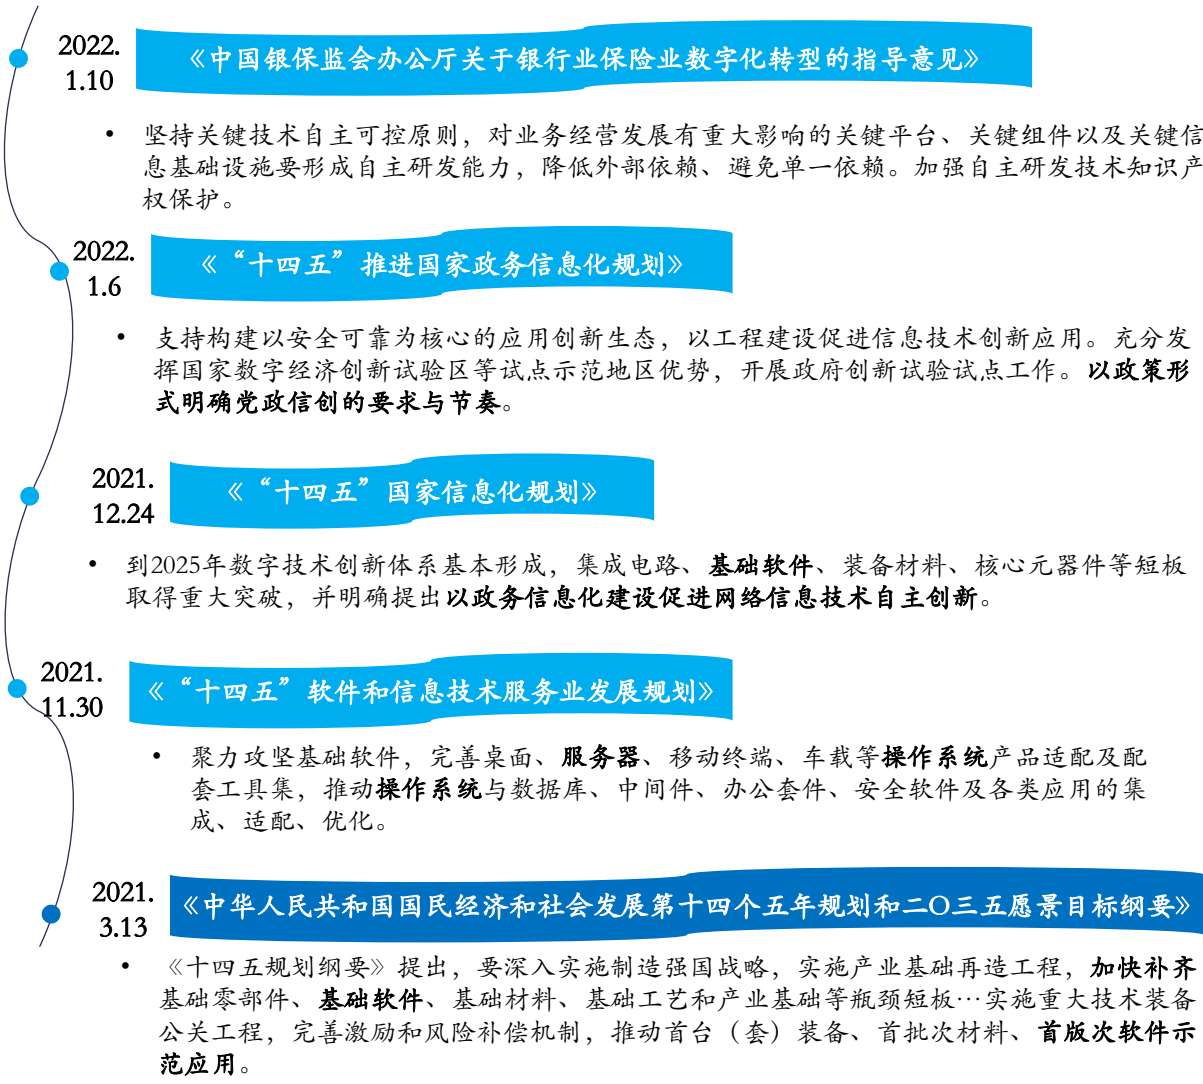 2022.
1.10
《中国银保监会办公厅关于银行业保险业数字化转型的指导意见》
• 坚持关键技术自主可控原则，对业务经营发展有重大影响的关键平台、关键组件以及关键信
息基础设施要形成自主研发能力，降低外部依赖、避免单一依赖。加强自主研发技术知识产
权保护。
2022.
1.6
《“十四五”推进国家政务信息化规划》
• 支持构建以安全可靠为核心的应用创新生态，以工程建设促进信息技术创新应用。充分发
挥国家数字经济创新试验区等试点示范地区优势，开展政府创新试验试点工作。以政策形
式明确党政信创的要求与节奏。
2021.
12.24
《“十四五”国家信息化规划》
• 到2025年数字技术创新体系基本形成，集成电路、基础软件、装备材料、核心元器件等短板
取得重大突破，并明确提出以政务信息化建设促进网络信息技术自主创新。
2021.
11.30
《“十四五”软件和信息技术服务业发展规划》
• 聚力攻坚基础软件，完善桌面、服务器、移动终端、车载等操作系统产品适配及配
套工具集，推动操作系统与数据库、中间件、办公套件、安全软件及各类应用的集
成、适配、优化。
2021.
3.13
《中华人民共和国国民经济和社会发展第十四个五年规划和二O三五愿景目标纲要》
• 《十四五规划纲要》提出，要深入实施制造强国战略，实施产业基础再造工程，加快补齐
基础零部件、基础软件、基础材料、基础工艺和产业基础等瓶颈短板…实施重大技术装备
公关工程，完善激励和风险补偿机制，推动首台（套）装备、首批次材料、首版次软件示
范应用。